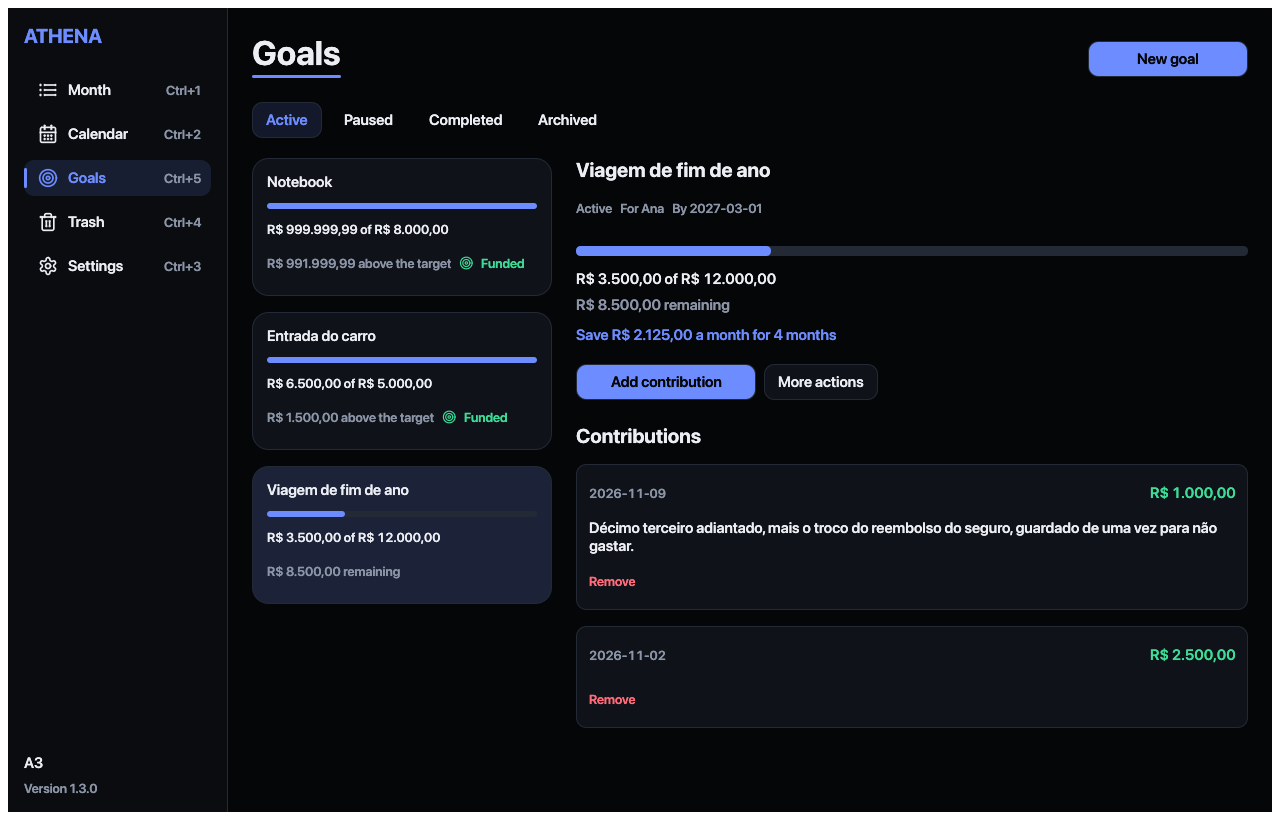 ATHENA
Month Ctrl+1
Calendar Ctrl+2
Goals Ctrl+5
Trash Ctrl+4
Settings Ctrl+3
A3
Version 1.3.0
Goals
New goal
Active Paused Completed Archived
Notebook
R$ 999.999,99 of R$ 8.000,00
R$ 991.999,99 above the target Funded
Entrada do carro
R$ 6.500,00 of R$ 5.000,00
R$ 1.500,00 above the target Funded
Viagem de fim de ano
R$ 3.500,00 of R$ 12.000,00
R$ 8.500,00 remaining
Viagem de fim de ano
Active For Ana By 2027-03-01
R$ 3.500,00 of R$ 12.000,00
R$ 8.500,00 remaining
Save R$ 2.125,00 a month for 4 months
Add contribution More actions
Contributions
2026-11-09 R$ 1.000,00
Décimo terceiro adiantado, mais o troco do reembolso do seguro, guardado de uma vez para não
gastar.
Remove
2026-11-02 R$ 2.500,00
Remove